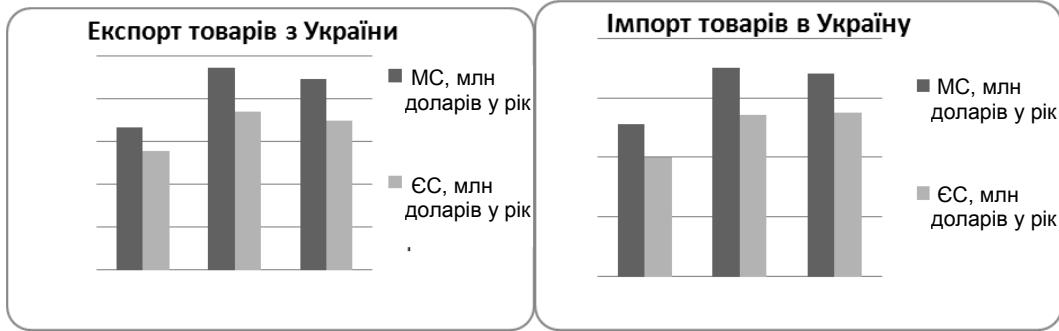 Експорт товарів з України
МС, млн
доларів у рік
ЄС, млн
доларів у рік
Імпорт товарів в Україну
МС, млн
доларів у рік
ЄС, млн
доларів у рік